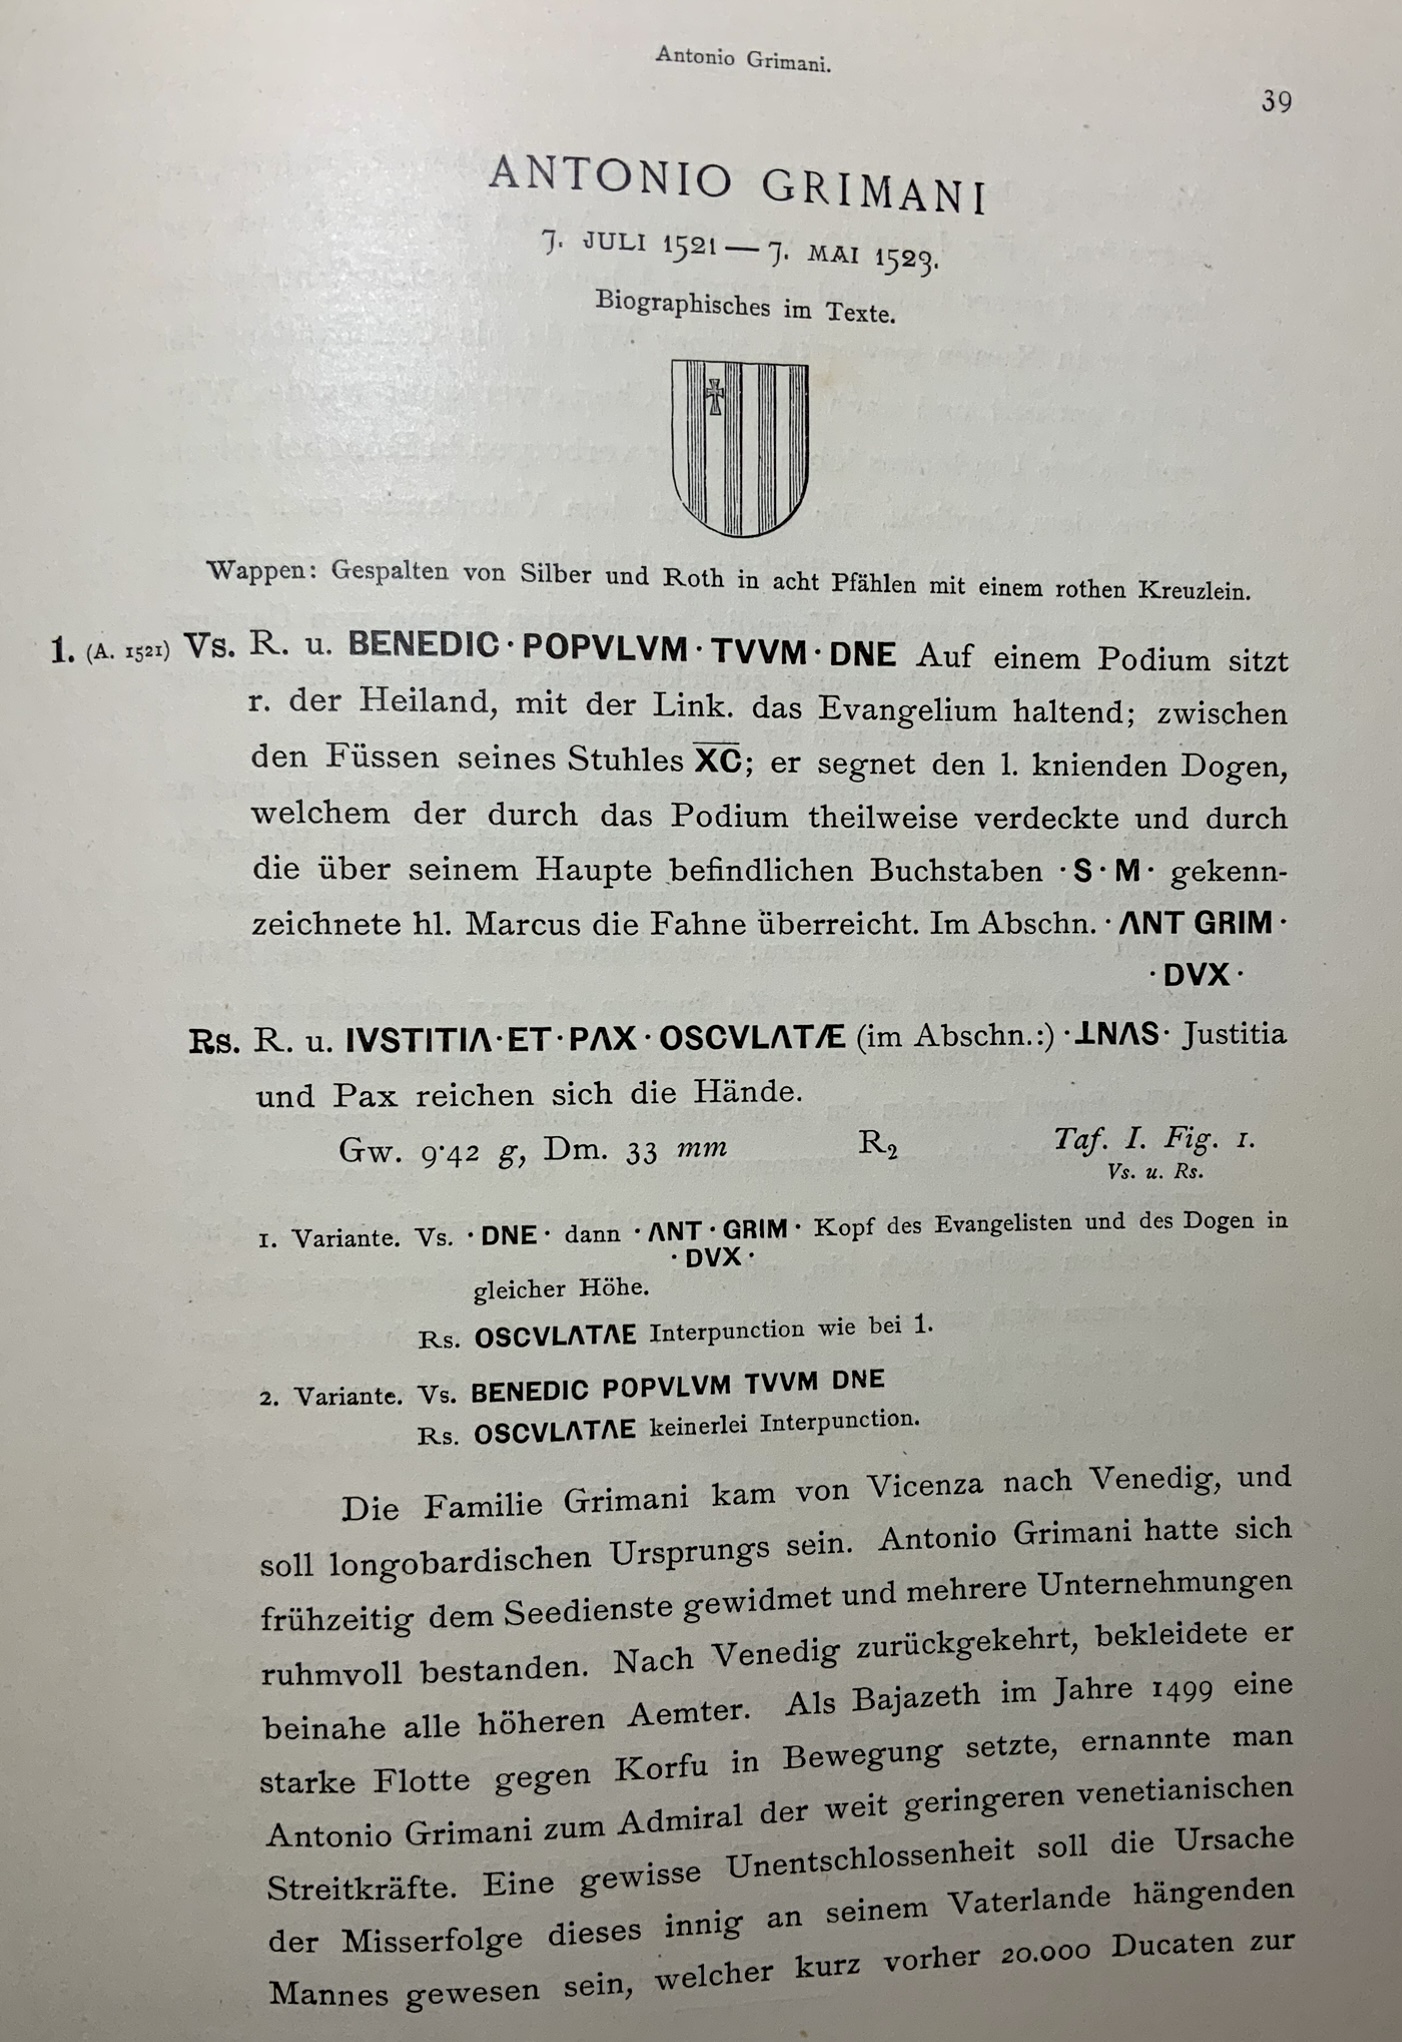 Antonio Grimani.
39
ANTONIO GRIMANI
7. JULI 1521 — 7. MAI 1523.
Biographisches im Texte.
Wappen: Gespalten von Silber und Roth in acht Pfählen mit einem rothen Kreuzlein.
1. (A. 1521) Vs. R. u. BENEDIC · POPVLVM · TVVM · DNE Auf einem Podium sitzt
r. der Heiland, mit der Link. das Evangelium haltend; zwischen
den Füssen seines Stuhles X̅C̅; er segnet den l. knienden Dogen,
welchem der durch das Podium theilweise verdeckte und durch
die über seinem Haupte befindlichen Buchstaben · S · M · gekenn-
zeichnete hl. Marcus die Fahne überreicht. Im Abschn. · ΛNT GRIM ·
· DVX ·
Rs. R. u. IVSTITIΛ · ET · PΛX · OSCVLΛTÆ (im Abschn.:) · ⊥NΛS · Justitia
und Pax reichen sich die Hände.
Gw. 9·42 g, Dm. 33 mm R₂ Taf. I. Fig. 1.
Vs. u. Rs.
1. Variante. Vs. · DNE · dann · ΛNT · GRIM · Kopf des Evangelisten und des Dogen in
· DVX ·
gleicher Höhe.
Rs. OSCVLΛTΛE Interpunction wie bei 1.
2. Variante. Vs. BENEDIC POPVLVM TVVM DNE
Rs. OSCVLΛTΛE keinerlei Interpunction.
Die Familie Grimani kam von Vicenza nach Venedig, und
soll longobardischen Ursprungs sein. Antonio Grimani hatte sich
frühzeitig dem Seedienste gewidmet und mehrere Unternehmungen
ruhmvoll bestanden. Nach Venedig zurückgekehrt, bekleidete er
beinahe alle höheren Aemter. Als Bajazeth im Jahre 1499 eine
starke Flotte gegen Korfu in Bewegung setzte, ernannte man
Antonio Grimani zum Admiral der weit geringeren venetianischen
Streitkräfte. Eine gewisse Unentschlossenheit soll die Ursache
der Misserfolge dieses innig an seinem Vaterlande hängenden
Mannes gewesen sein, welcher kurz vorher 20.000 Ducaten zur